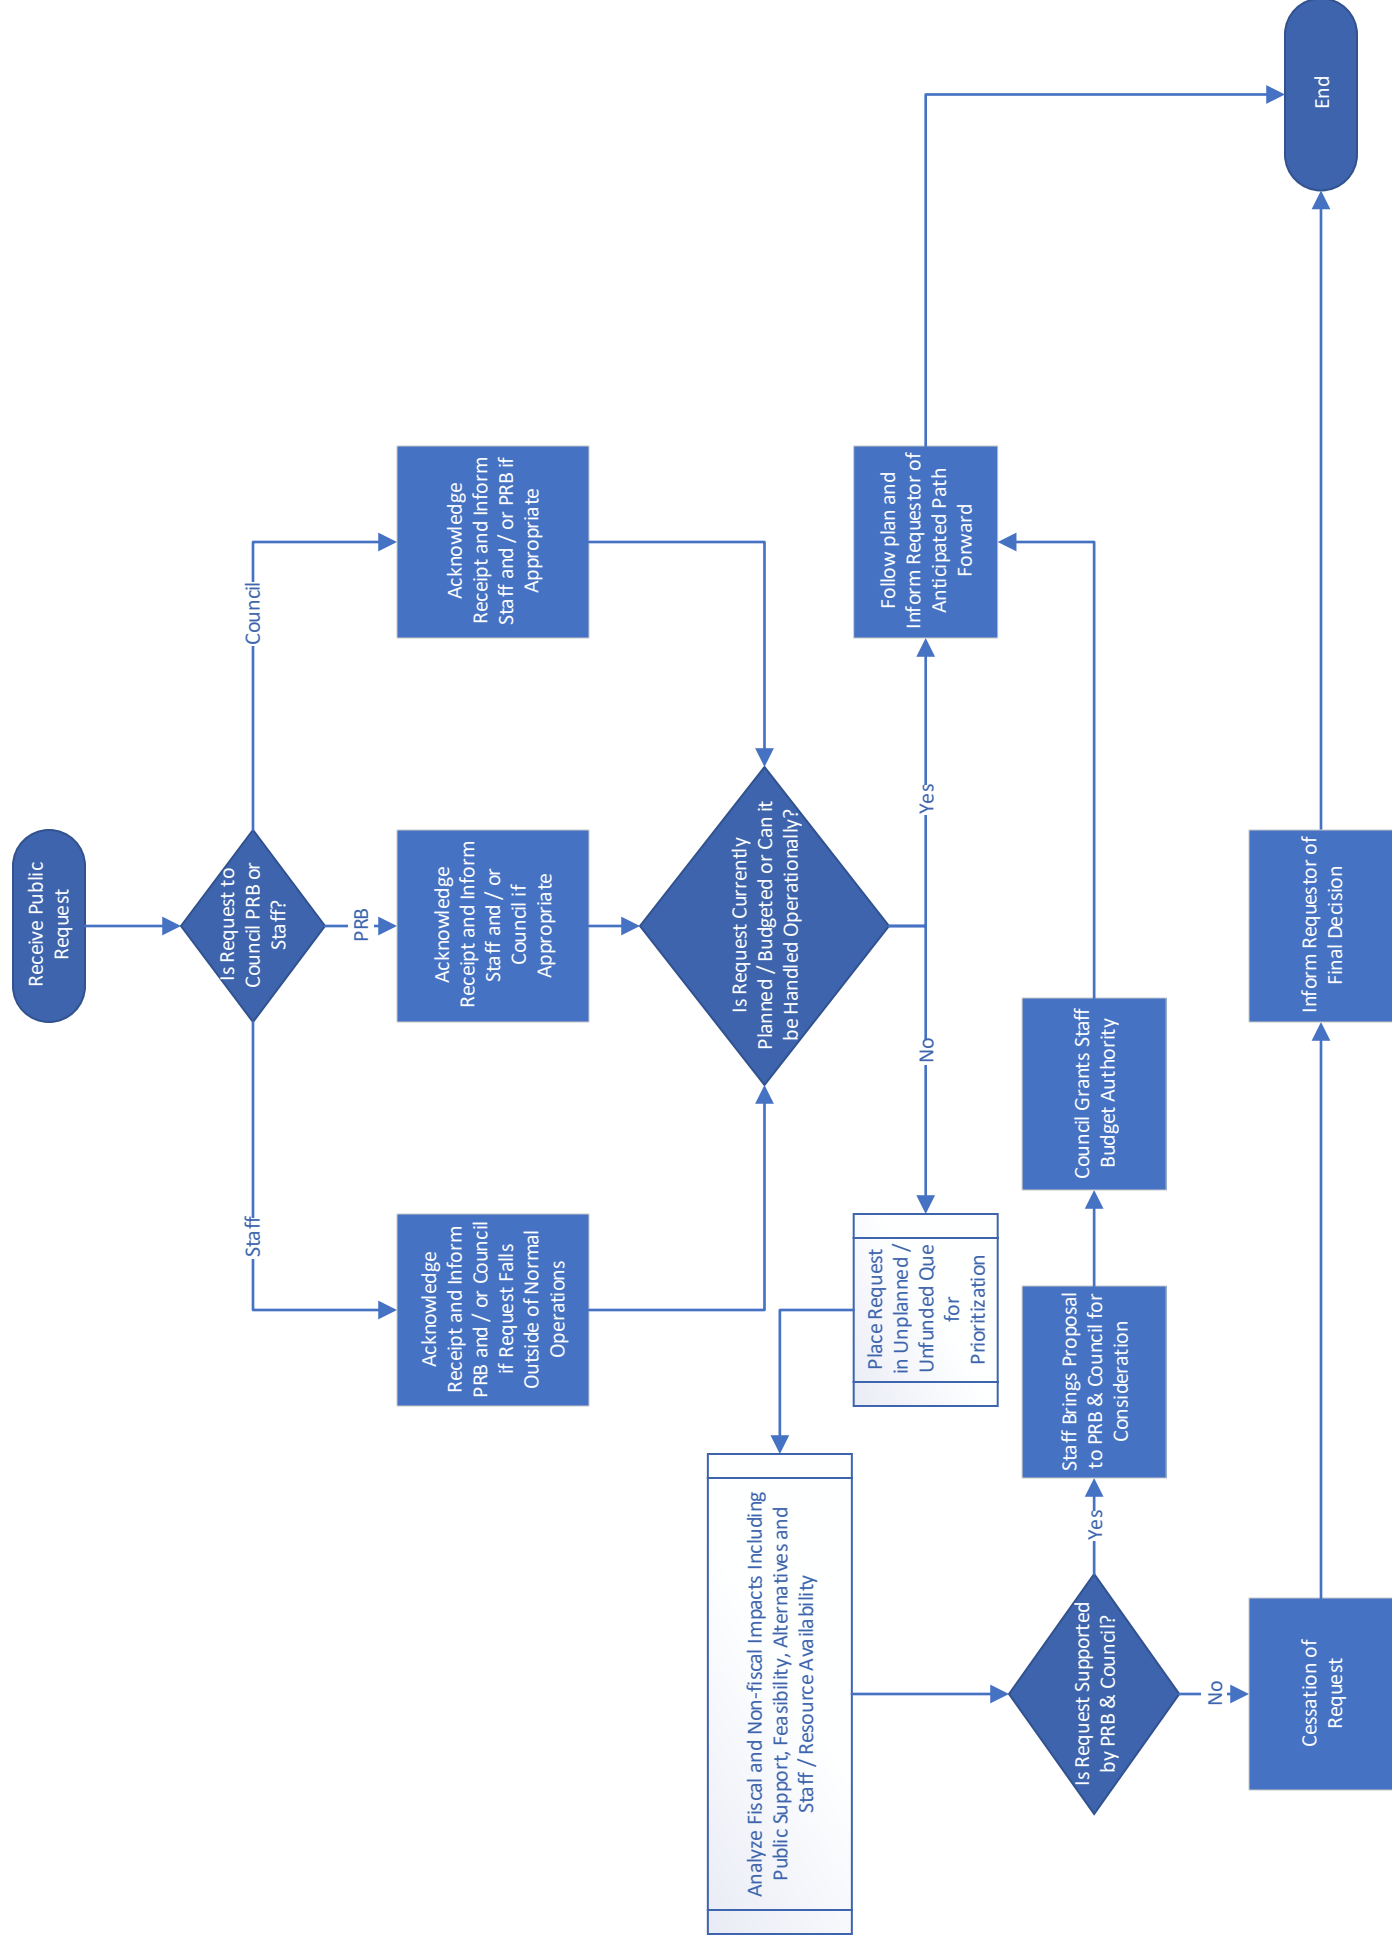 Receive Public
Request
Is Request to
Council PRB or
Staff?
Staff
PRB
Council
Acknowledge
Receipt and Inform
PRB and / or Council
if Request Falls
Outside of Normal
Operations
Acknowledge
Receipt and Inform
Staff and / or
Council if
Appropriate
Acknowledge
Receipt and Inform
Staff and / or PRB if
Appropriate
Is Request Currently
Planned / Budgeted or Can it
be Handled Operationally?
No
Yes
Place Request
in Unplanned /
Unfunded Que
for
Prioritization
Follow plan and
Inform Requestor of
Anticipated Path
Forward
Analyze Fiscal and Non-fiscal Impacts Including
Public Support, Feasibility, Alternatives and
Staff / Resource Availability
Is Request Supported
by PRB & Council?
Yes
Staff Brings Proposal
to PRB & Council for
Consideration
Council Grants Staff
Budget Authority
No
Cessation of
Request
Inform Requestor of
Final Decision
End